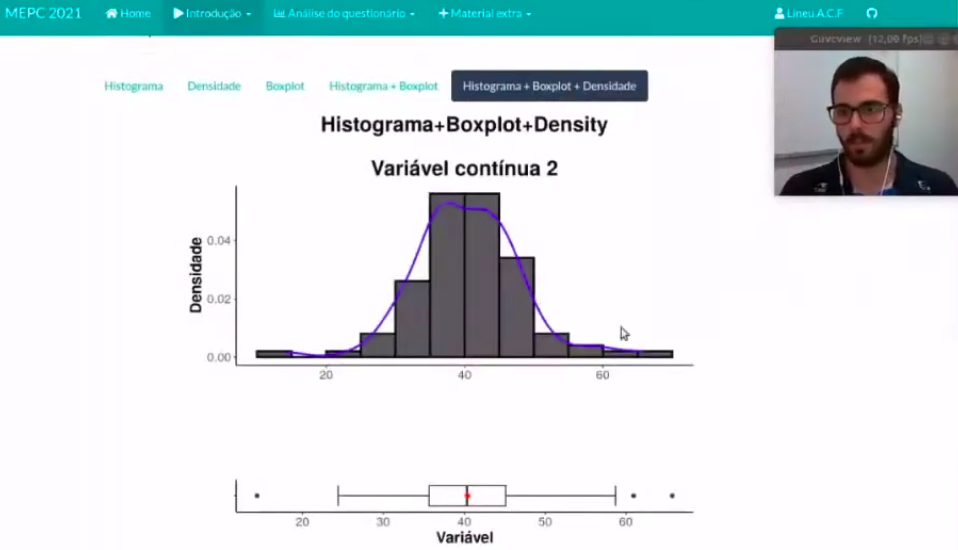 MEPC 2021 Home Introdução Análise do questionário Material extra Lineu A.C.F
Guvcview (12,00 fps)
Histograma Densidade Boxplot Histograma + Boxplot Histograma + Boxplot + Densidade
Histograma+Boxplot+Density
Variável contínua 2
Densidade
0.04
0.02
0.00
20 40 60
20 30 40 50 60
Variável